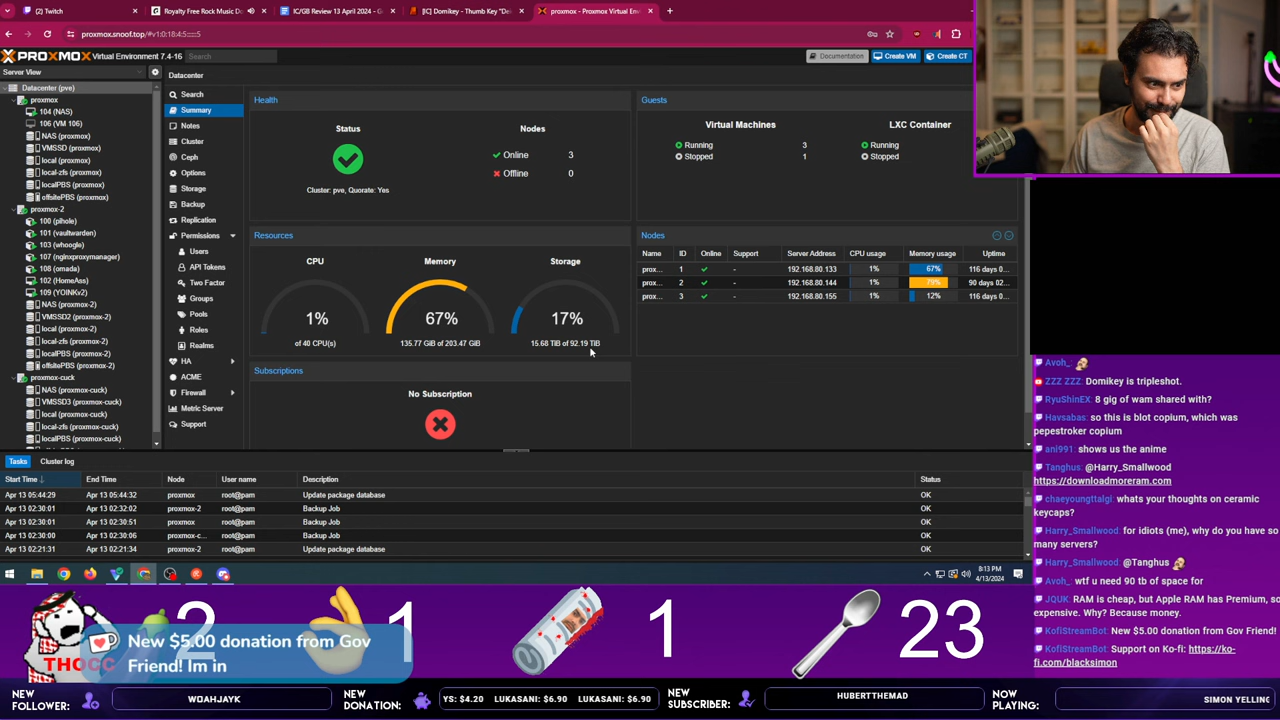 (2) Twitch
Royalty Free Rock Music D
IC/GB Review 13 April 2024 - G
[IC] Domikey - Thumb Key "De
proxmox - Proxmox Virtual Env
proxmox.snoof.top/#v1:0:18:4:5:::::5
PROXMOX Virtual Environment 7.4-16
Search
Documentation
Create VM
Create CT
Server View
Datacenter (pve)
proxmox
104 (NAS)
106 (VM 106)
NAS (proxmox)
VMSSD (proxmox)
local (proxmox)
local-zfs (proxmox)
localPBS (proxmox)
offsitePBS (proxmox)
proxmox-2
100 (pihole)
101 (vaultwarden)
103 (whoogle)
107 (nginxproxymanager)
108 (omada)
102 (HomeAss)
109 (YOINKv2)
NAS (proxmox-2)
VMSSD2 (proxmox-2)
local (proxmox-2)
local-zfs (proxmox-2)
localPBS (proxmox-2)
offsitePBS (proxmox-2)
proxmox-cuck
NAS (proxmox-cuck)
VMSSD3 (proxmox-cuck)
local (proxmox-cuck)
local-zfs (proxmox-cuck)
localPBS (proxmox-cuck)
Datacenter
Search
Summary
Notes
Cluster
Ceph
Options
Storage
Backup
Replication
Permissions
Users
API Tokens
Two Factor
Groups
Pools
Roles
Realms
HA
ACME
Firewall
Metric Server
Support
Health
Status
Nodes
Online 3
Offline 0
Cluster: pve, Quorate: Yes
Guests
Virtual Machines
Running 3
Stopped 1
LXC Container
Running
Stopped
Resources
CPU
1%
of 40 CPU(s)
Memory
67%
135.77 GiB of 203.47 GiB
Storage
17%
15.68 TiB of 92.19 TiB
Nodes
Name ID Online Support Server Address CPU usage Memory usage Uptime
prox... 1 - 192.168.80.133 1% 67% 116 days 0...
prox... 2 - 192.168.80.144 1% 79% 90 days 02...
prox... 3 - 192.168.80.155 1% 12% 116 days 0...
Subscriptions
No Subscription
Tasks Cluster log
Start Time End Time Node User name Description Status
Apr 13 05:44:29 Apr 13 05:44:32 proxmox root@pam Update package database OK
Apr 13 02:30:01 Apr 13 02:32:02 proxmox-2 root@pam Backup Job OK
Apr 13 02:30:01 Apr 13 02:30:51 proxmox root@pam Backup Job OK
Apr 13 02:30:00 Apr 13 02:30:06 proxmox-c... root@pam Backup Job OK
Apr 13 02:21:31 Apr 13 02:21:34 proxmox-2 root@pam Update package database OK
8:13 PM
4/13/2024
Avoh_:
ZZZ ZZZ: Domikey is tripleshot.
RyuShinEX: 8 gig of wam shared with?
Havsabas: so this is blot copium, which was
pepestroker copium
ani991: shows us the anime
Tanghus: @Harry_Smallwood
https://downloadmoreram.com
chaeyoungttalgi: whats your thoughts on ceramic
keycaps?
Harry_Smallwood: for idiots (me), why do you have so
many servers?
Harry_Smallwood: @Tanghus
Avoh_: wtf u need 90 tb of space for
JQUK: RAM is cheap, but Apple RAM has Premium, so
expensive. Why? Because money.
KofiStreamBot: New $5.00 donation from Gov Friend!
KofiStreamBot: Support on Ko-fi: https://ko-
fi.com/blacksimon
THOCC
2
1
1
23
New $5.00 donation from Gov
Friend! Im in
NEW
FOLLOWER:
WOAHJAYK
NEW
DONATION:
YS: $4.20 LUKASANI: $6.90 LUKASANI: $6.90
NEW
SUBSCRIBER:
HUBERTTHEMAD
NOW
PLAYING:
SIMON YELLING